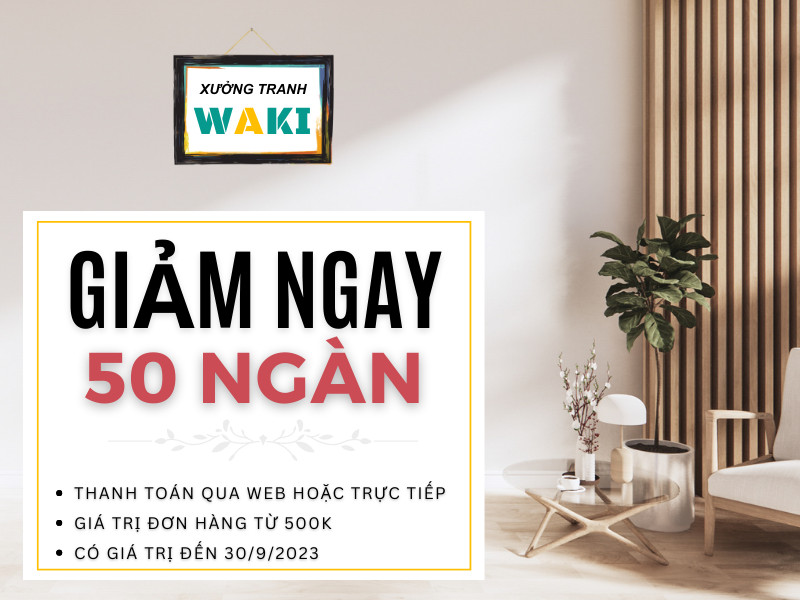 XƯỞNG TRANH
WAKI
GIẢM NGAY
50 NGÀN
• THANH TOÁN QUA WEB HOẶC TRỰC TIẾP
• GIÁ TRỊ ĐƠN HÀNG TỪ 500K
• CÓ GIÁ TRỊ ĐẾN 30/9/2023